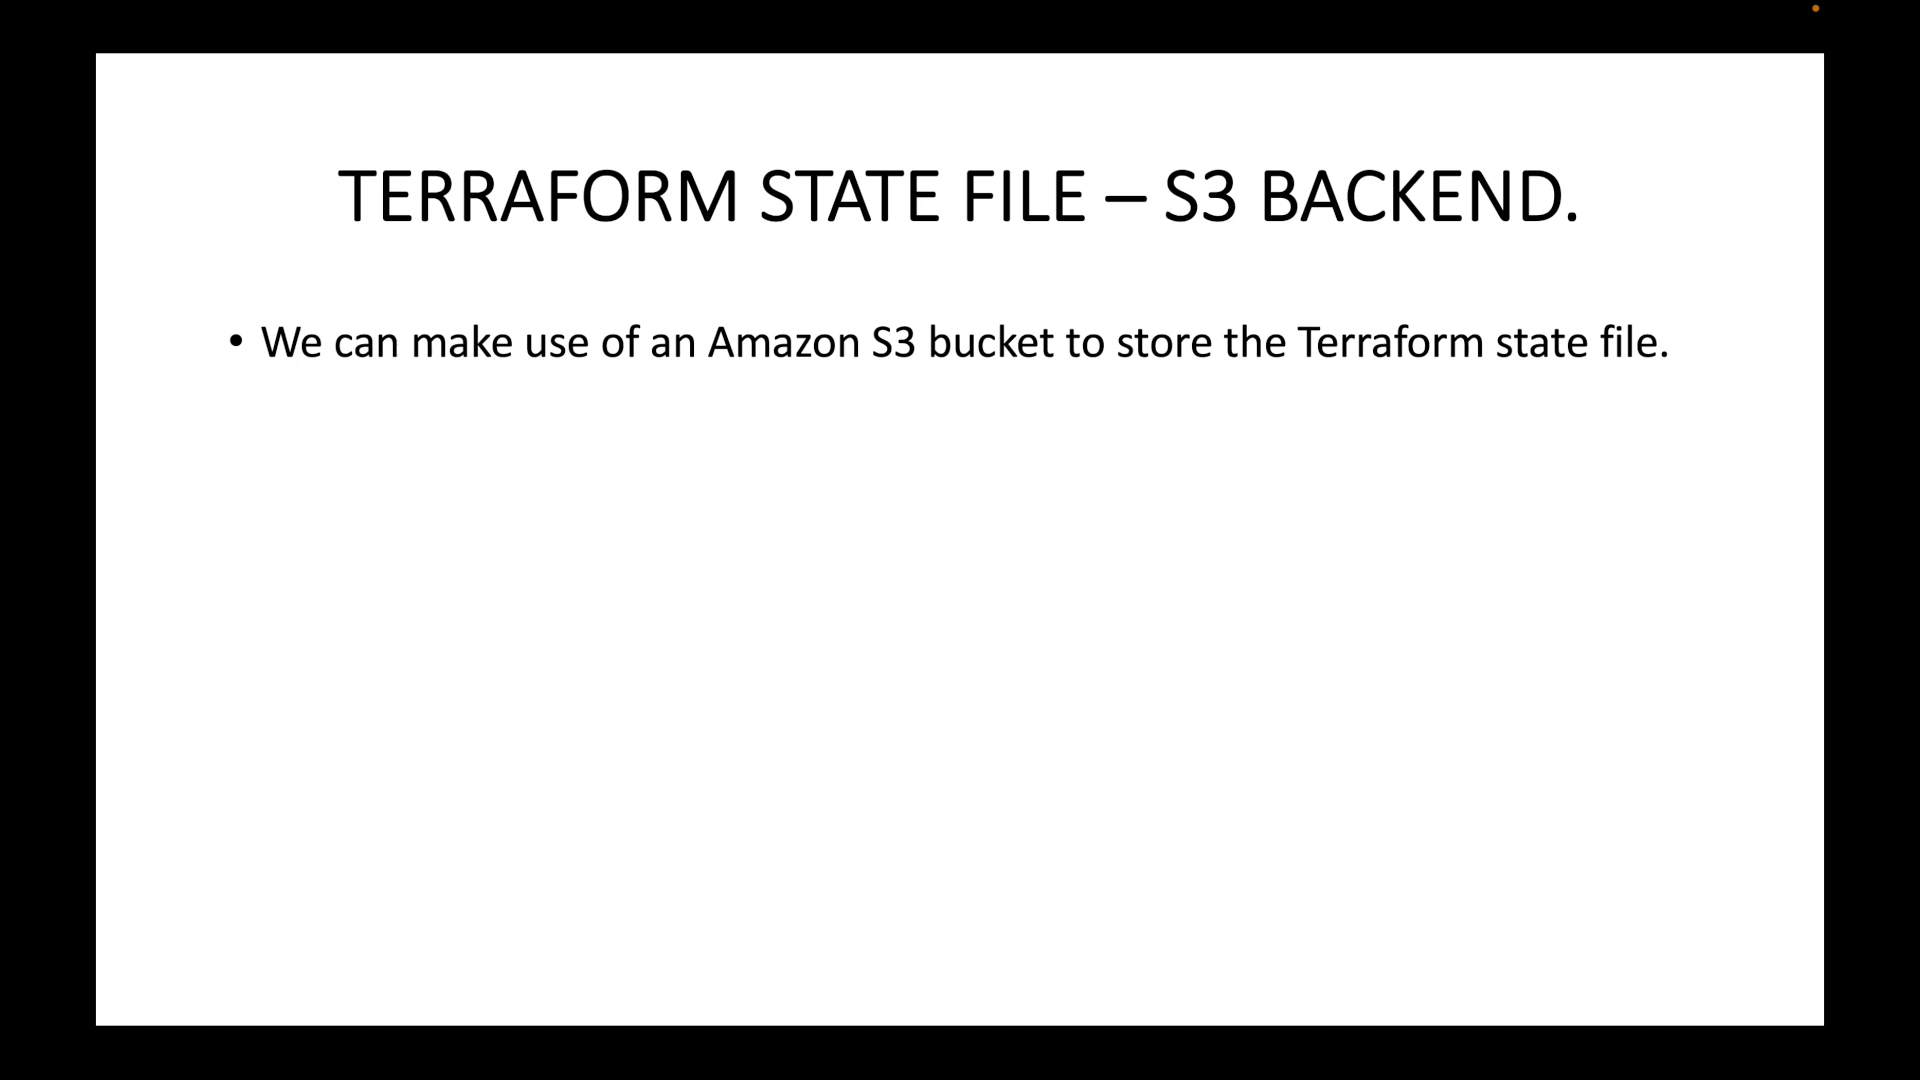 TERRAFORM STATE FILE – S3 BACKEND.
• We can make use of an Amazon S3 bucket to store the Terraform state file.